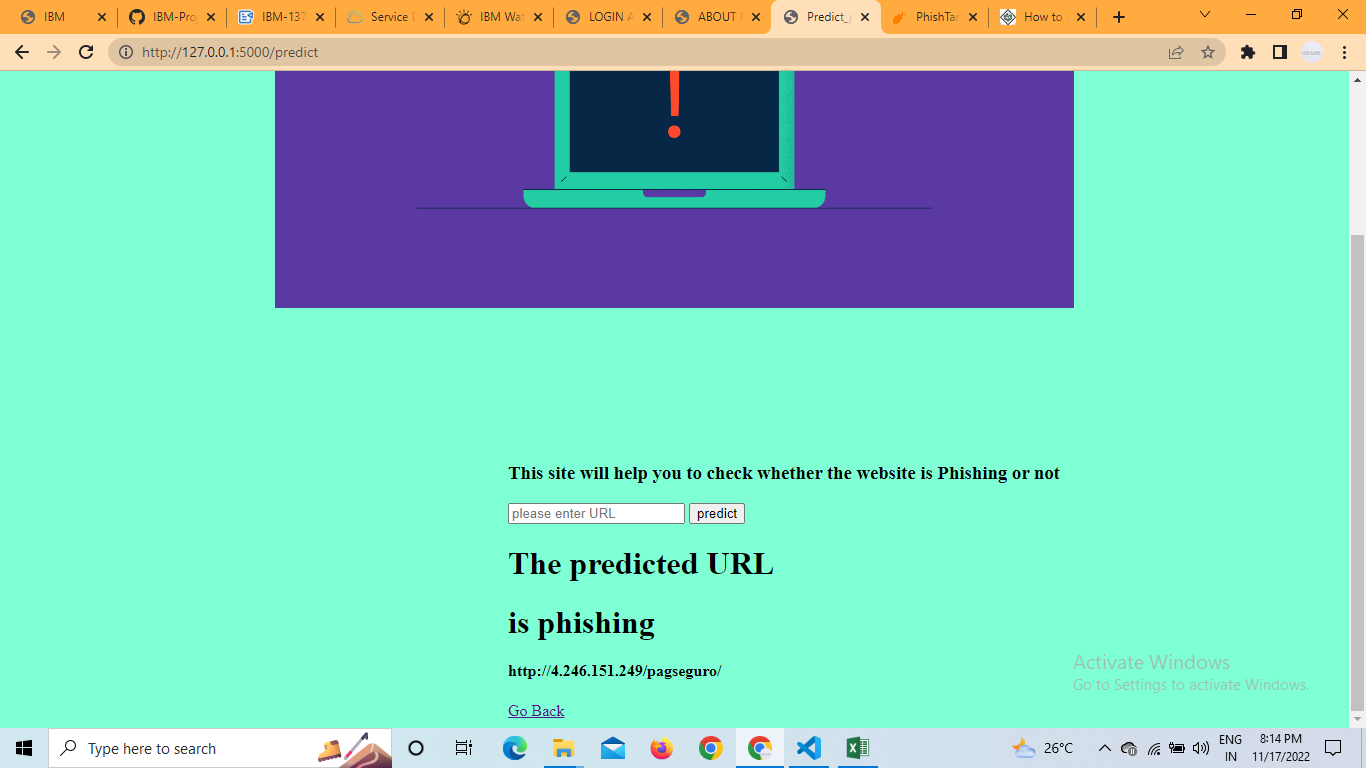 IBM
IBM-Pro
IBM-137
Service
IBM Wat
LOGIN A
ABOUT
Predict_
PhishTan
How to
http://127.0.0.1:5000/predict
This site will help you to check whether the website is Phishing or not
please enter URL
predict
The predicted URL
is phishing
http://4.246.151.249/pagseguro/
Go Back
Activate Windows
Go to Settings to activate Windows.
Type here to search
26°C
ENG
IN
8:14 PM
11/17/2022